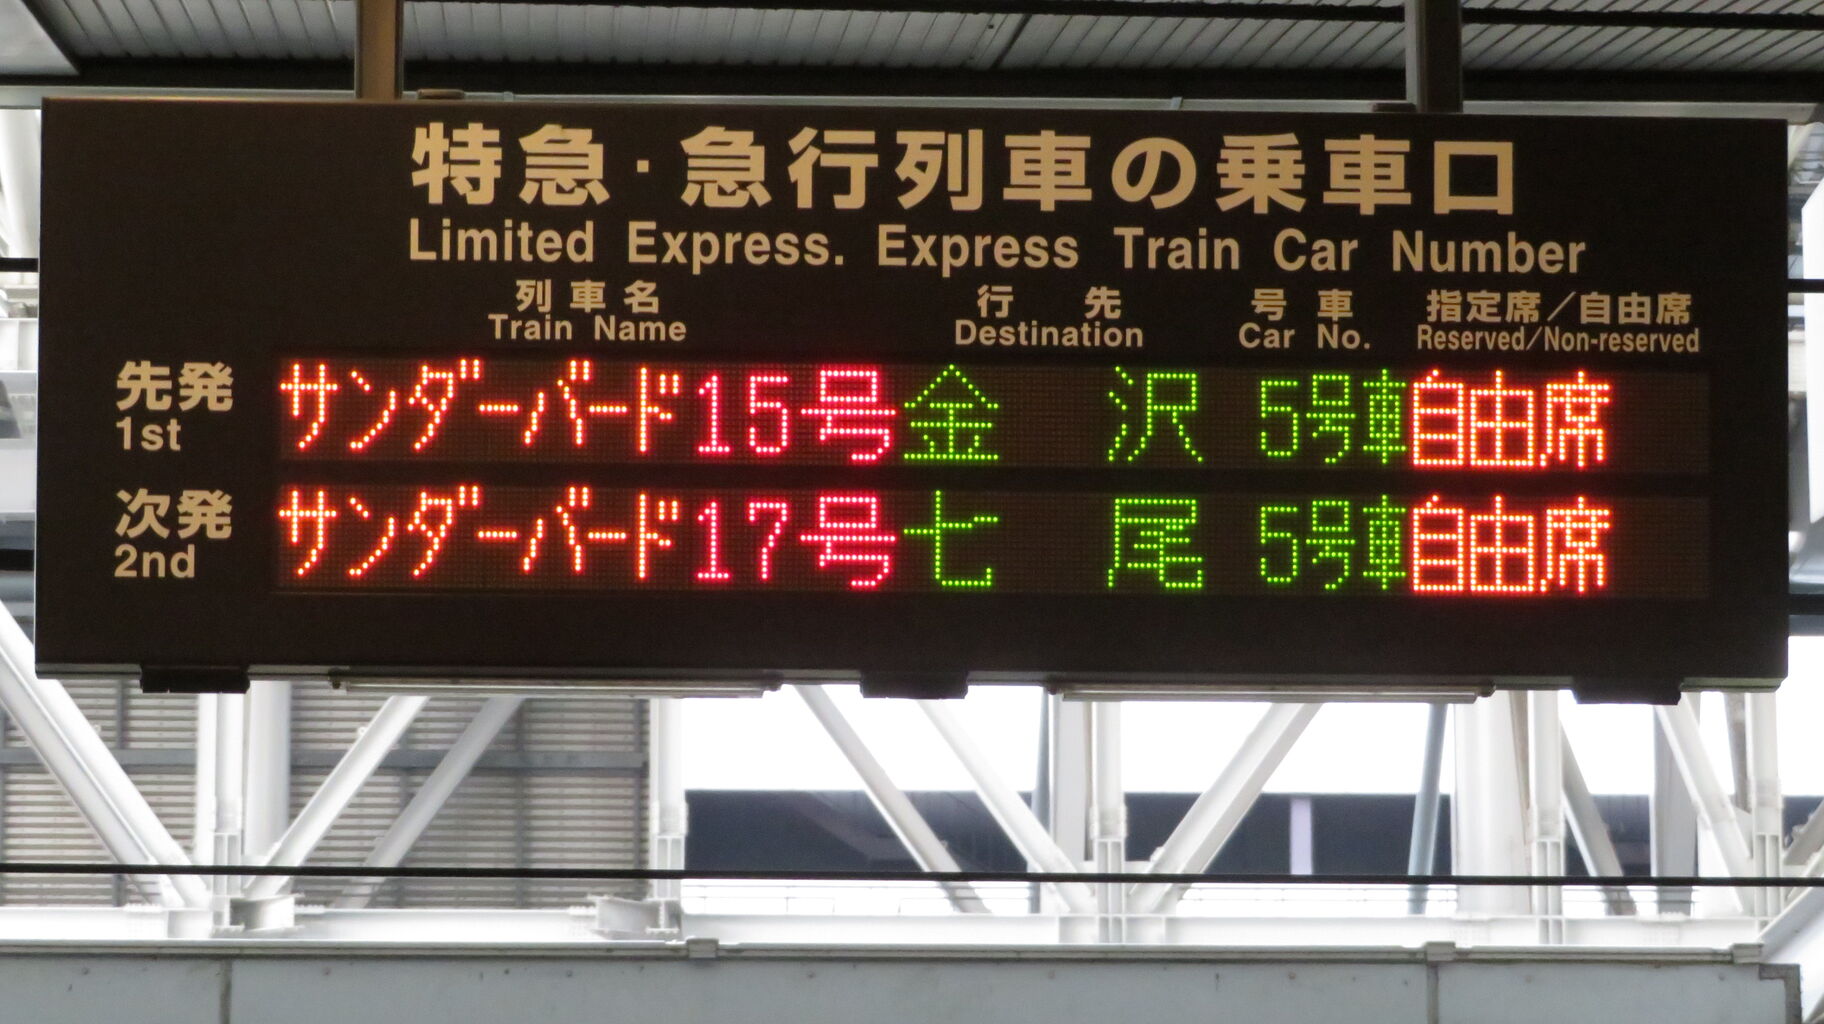 特急・急行列車の乗車口
Limited Express. Express Train Car Number
列車名 行先 号車 指定席／自由席
Train Name Destination Car No. Reserved/Non-reserved
先発 サンダーバード15号 金沢 5号車 自由席
1st
次発 サンダーバード17号 七尾 5号車 自由席
2nd